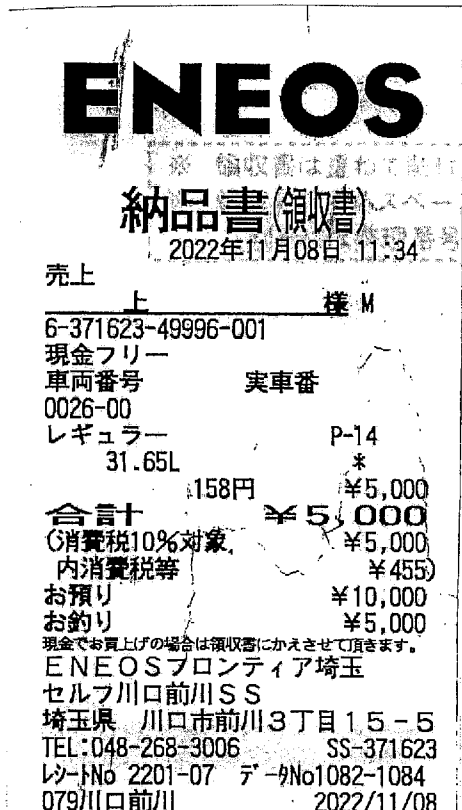 ENEOS
納品書(領収書)
2022年11月08日 11:34
売上
上 様 M
6-371623-49996-001
現金フリー
車両番号 実車番
0026-00
レギュラー P-14
31.65L *
158円 ¥5,000
合計 ¥5,000
(消費税10%対象 ¥5,000
内消費税等 ¥455)
お預り ¥10,000
お釣り ¥5,000
現金でお買上げの場合は領収書にかえさせて頂きます。
ENEOSフロンティア埼玉
セルフ川口前川SS
埼玉県 川口市前川3丁目15-5
TEL:048-268-3006 SS-371623
レシートNo 2201-07 データNo1082-1084
079川口前川 2022/11/08